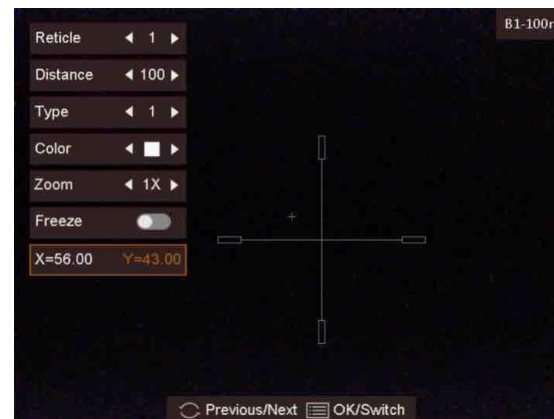 B1-100m
Reticle 1
Distance 100
Type 1
Color
Zoom 1X
Freeze
X=56.00 Y=43.00
Previous/Next OK/Switch